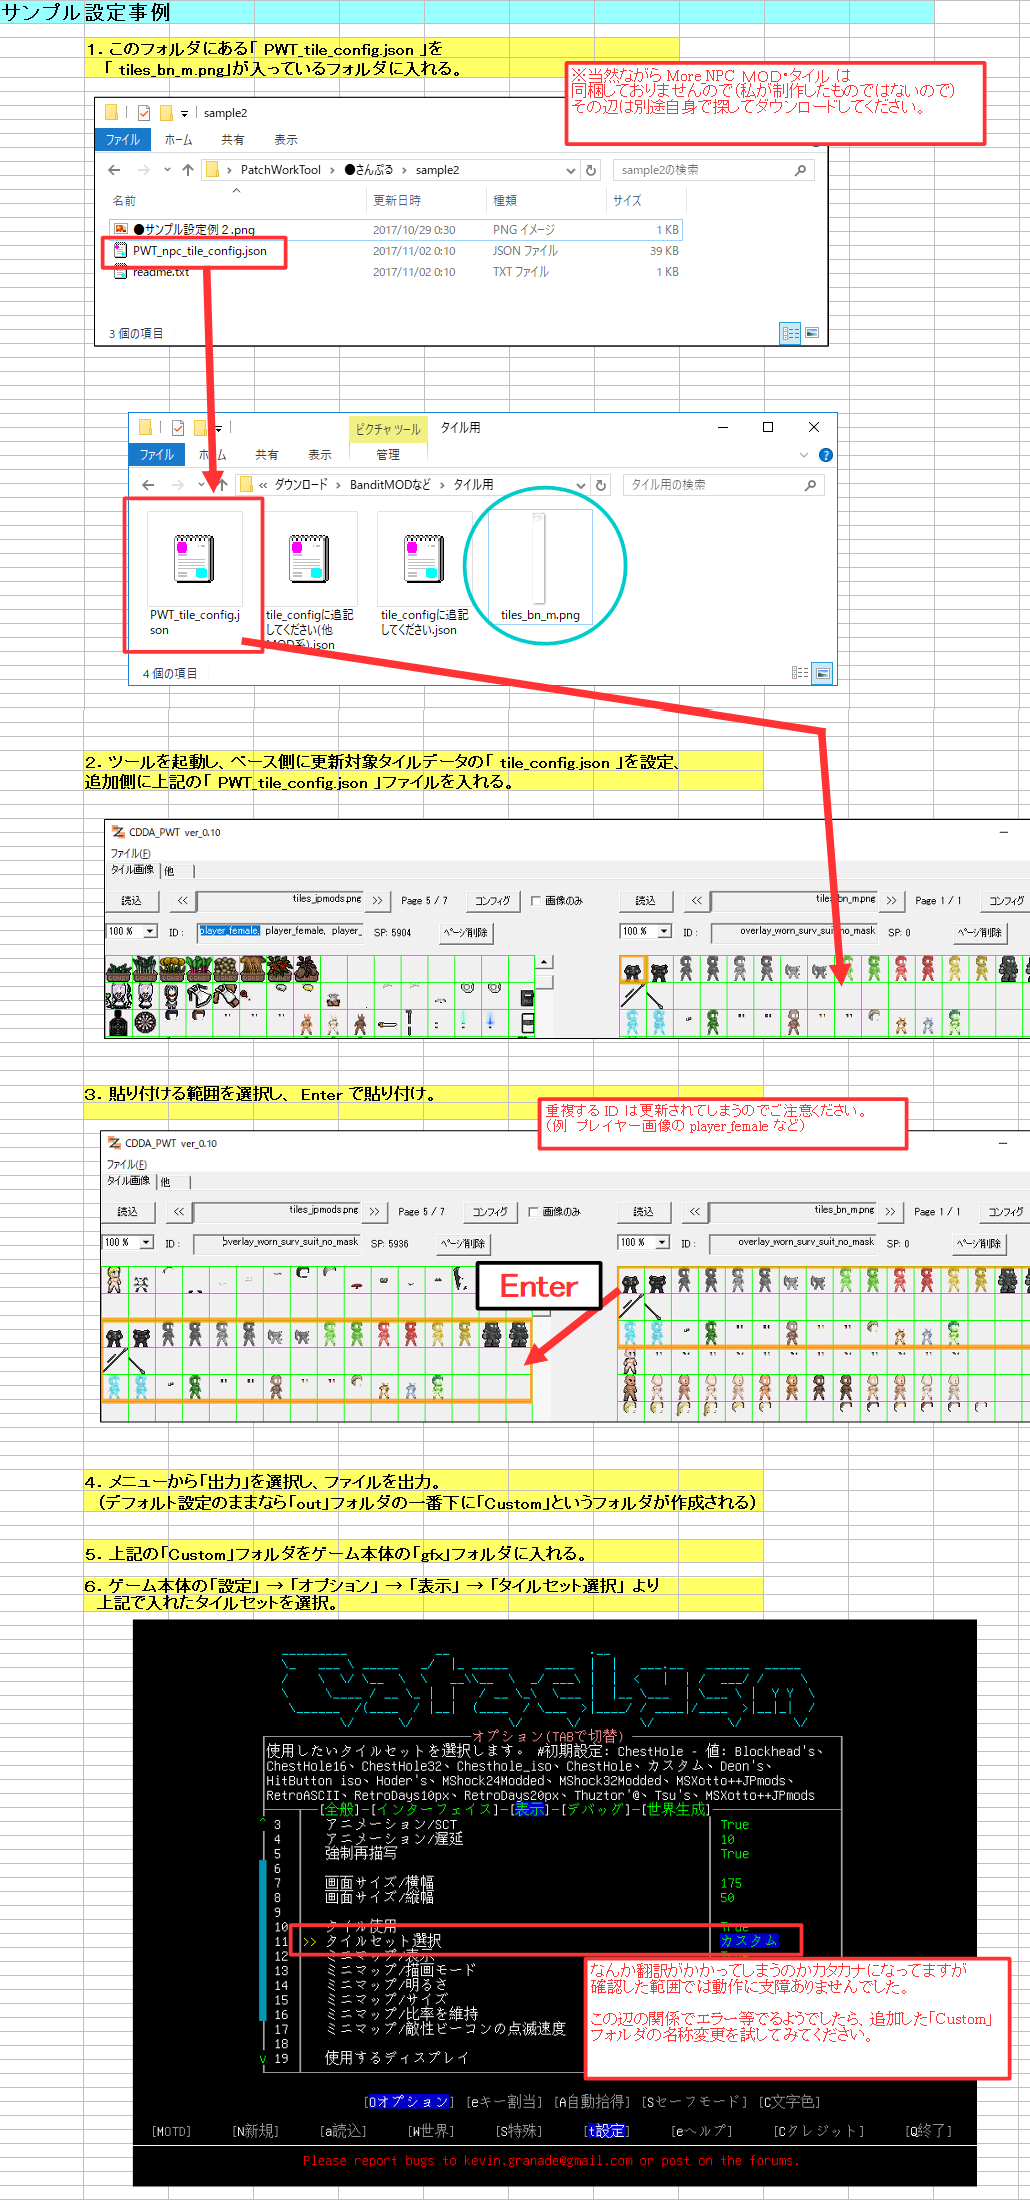 サンプル設定事例
1. このフォルダにある「 PWT_tile_config.json 」を
「 tiles_bn_m.png」が入っているフォルダに入れる。
※当然ながら More NPC MOD・タイル は
同梱しておりませんので（私が制作したものではないので）
その辺は別途自身で探してダウンロードしてください。
sample2
ファイル ホーム 共有 表示
PatchWorkTool > ●さんぷる > sample2
sample2の検索
名前 更新日時 種類 サイズ
●サンプル設定例２.png 2017/10/29 0:30 PNG イメージ 1 KB
PWT_npc_tile_config.json 2017/11/02 0:10 JSON ファイル 39 KB
readme.txt 2017/11/02 0:10 TXT ファイル 1 KB
3 個の項目
ピクチャ ツール タイル用
ファイル ホーム 共有 表示 管理
« ダウンロード > BanditMODなど > タイル用
タイル用の検索
PWT_tile_config.j
son
tile_configに追記
してください(他
MOD系).json
tile_configに追記
してください.json
tiles_bn_m.png
4 個の項目
2. ツールを起動し、ベース側に更新対象タイルデータの「 tile_config.json 」を設定、
追加側に上記の「 PWT_tile_config.json 」ファイルを入れる。
CDDA_PWT ver_0.10
ファイル(F)
タイル画像 他
読込 << tiles_jpmods.png >> Page 5 / 7 コンフィグ 画像のみ
100 % ID : player_female, player_female, player_ SP: 5904 ページ削除
読込 << tiles_bn_m.png >> Page 1 / 1 コンフィグ
100 % ID : overlay_worn_surv_suit_no_mask SP: 0 ページ削除
3. 貼り付ける範囲を選択し、 Enter で貼り付け。
重複する ID は更新されてしまうのでご注意ください。
（例 プレイヤー画像の player_female など）
CDDA_PWT ver_0.10
ファイル(F)
タイル画像 他
読込 << tiles_jpmods.png >> Page 5 / 7 コンフィグ 画像のみ
100 % ID : overlay_worn_surv_suit_no_mask SP: 5936 ページ削除
読込 << tiles_bn_m.png >> Page 1 / 1 コンフィグ
100 % ID : overlay_worn_surv_suit_no_mask SP: 0 ページ削除
Enter
4. メニューから「出力」を選択し、ファイルを出力。
（デフォルト設定のままなら「out」フォルダの一番下に「Custom」というフォルダが作成される）
5. 上記の「Custom」フォルダをゲーム本体の「gfx」フォルダに入れる。
6. ゲーム本体の「設定」 → 「オプション」 → 「表示」 → 「タイルセット選択」 より
上記で入れたタイルセットを選択。
Cataclysm
オプション(TABで切替)
使用したいタイルセットを選択します。 #初期設定: ChestHole - 値: Blockhead's、
ChestHole16、ChestHole32、Chesthole_iso、ChestHole、カスタム、Deon's、
HitButton iso、Hoder's、MShock24Modded、MShock32Modded、MSXotto++JPmods、
RetroASCII、RetroDays10px、RetroDays20px、Thuztor'@、Tsu's、MSXotto++JPmods
[全般]-[インターフェイス]-[表示]-[デバッグ]-[世界生成]
^ 3 アニメーション/SCT True
4 アニメーション/遅延 10
5 強制再描写 True
6
7 画面サイズ/横幅 175
8 画面サイズ/縦幅 50
9
10 タイル使用 True
11 >> タイルセット選択 カスタム
12 ミニマップ/表示 True
13 ミニマップ/描画モード
14 ミニマップ/明るさ
15 ミニマップ/サイズ
16 ミニマップ/比率を維持
17 ミニマップ/敵性ビーコンの点滅速度
18
v 19 使用するディスプレイ
なんか翻訳がかかってしまうのかカタカナになってますが
確認した範囲では動作に支障ありませんでした。
この辺の関係でエラー等でるようでしたら、追加した「Custom」
フォルダの名称変更を試してみてください。
[Oオプション] [eキー割当] [A自動拾得] [Sセーフモード] [C文字色]
[MOTD] [N新規] [a読込] [W世界] [S特殊] [t設定] [eヘルプ] [Cクレジット] [Q終了]
Please report bugs to kevin.granade@gmail.com or post on the forums.